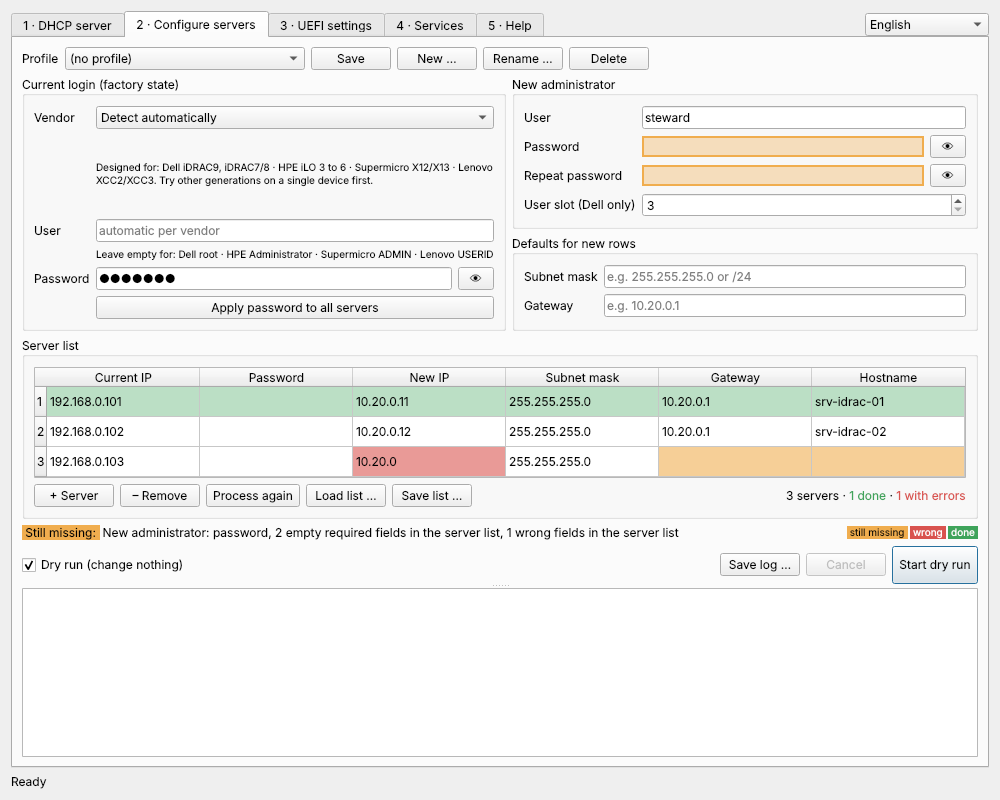 1 · DHCP server
2 · Configure servers
3 · UEFI settings
4 · Services
5 · Help
English
Profile
(no profile)
Save
New ...
Rename ...
Delete
Current login (factory state)
Vendor
Detect automatically
Designed for: Dell iDRAC9, iDRAC7/8 · HPE iLO 3 to 6 · Supermicro X12/X13 · Lenovo
XCC2/XCC3. Try other generations on a single device first.
User
automatic per vendor
Leave empty for: Dell root · HPE Administrator · Supermicro ADMIN · Lenovo USERID
Password
●●●●●●●
Apply password to all servers
New administrator
User
steward
Password
Repeat password
User slot (Dell only)
3
Defaults for new rows
Subnet mask
e.g. 255.255.255.0 or /24
Gateway
e.g. 10.20.0.1
Server list
Current IP Password New IP Subnet mask Gateway Hostname
1 192.168.0.101 10.20.0.11 255.255.255.0 10.20.0.1 srv-idrac-01
2 192.168.0.102 10.20.0.12 255.255.255.0 10.20.0.1 srv-idrac-02
3 192.168.0.103 10.20.0 255.255.255.0
+ Server
− Remove
Process again
Load list ...
Save list ...
3 servers · 1 done · 1 with errors
Still missing: New administrator: password, 2 empty required fields in the server list, 1 wrong fields in the server list
still missing wrong done
Dry run (change nothing)
Save log ...
Cancel
Start dry run
Ready